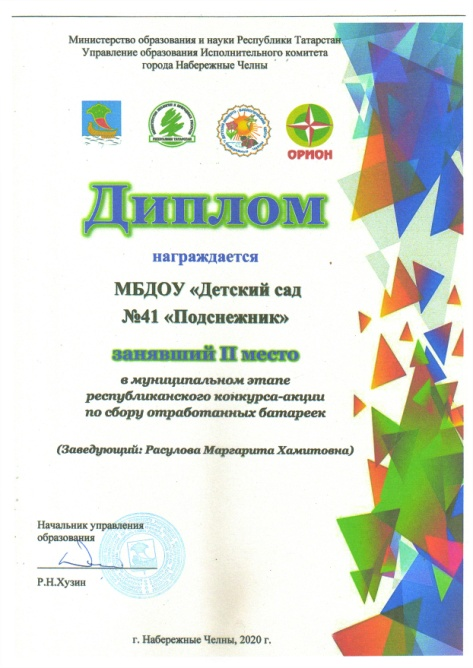 Министерство образования и науки Республики Татарстан
Управление образования Исполнительного комитета
города Набережные Челны
ОРИОН
Диплом
награждается
МБДОУ «Детский сад
№41 «Подснежник»
занявший II место
в муниципальном этапе
республиканского конкурса-акции
по сбору отработанных батареек
(Заведующий: Расулова Маргарита Хамитовна)
Начальник управления
образования
Р.Н.Хузин
г. Набережные Челны, 2020 г.